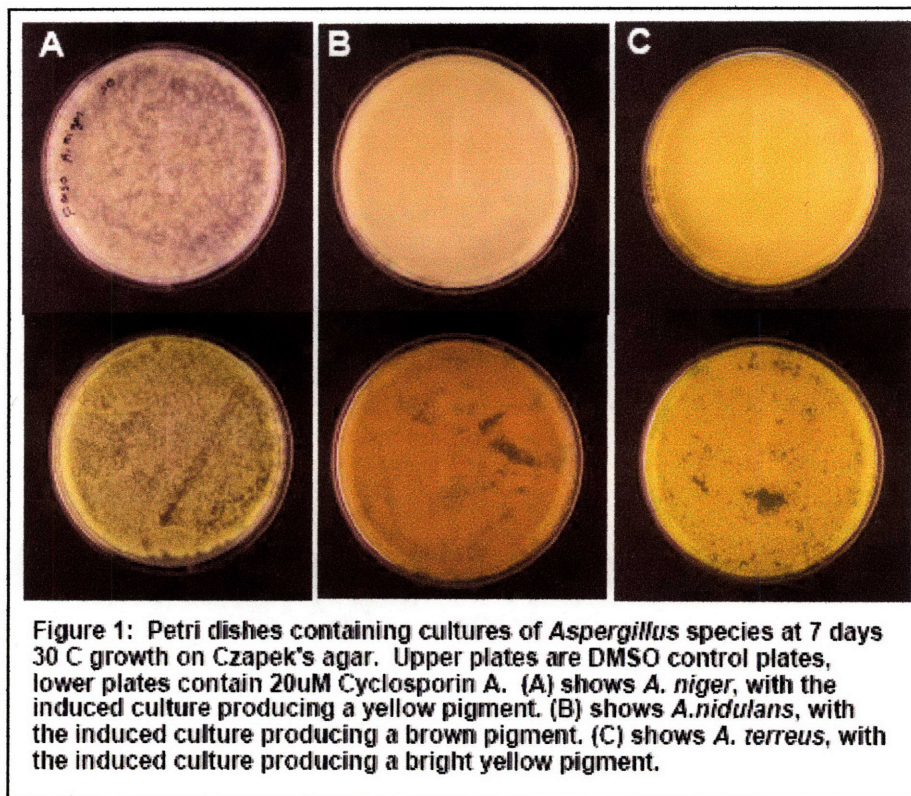 A
B
C
DMSO A. niger
Figure 1: Petri dishes containing cultures of Aspergillus species at 7 days
30 C growth on Czapek's agar. Upper plates are DMSO control plates,
lower plates contain 20uM Cyclosporin A. (A) shows A. niger, with the
induced culture producing a yellow pigment. (B) shows A.nidulans, with
the induced culture producing a brown pigment. (C) shows A. terreus, with
the induced culture producing a bright yellow pigment.